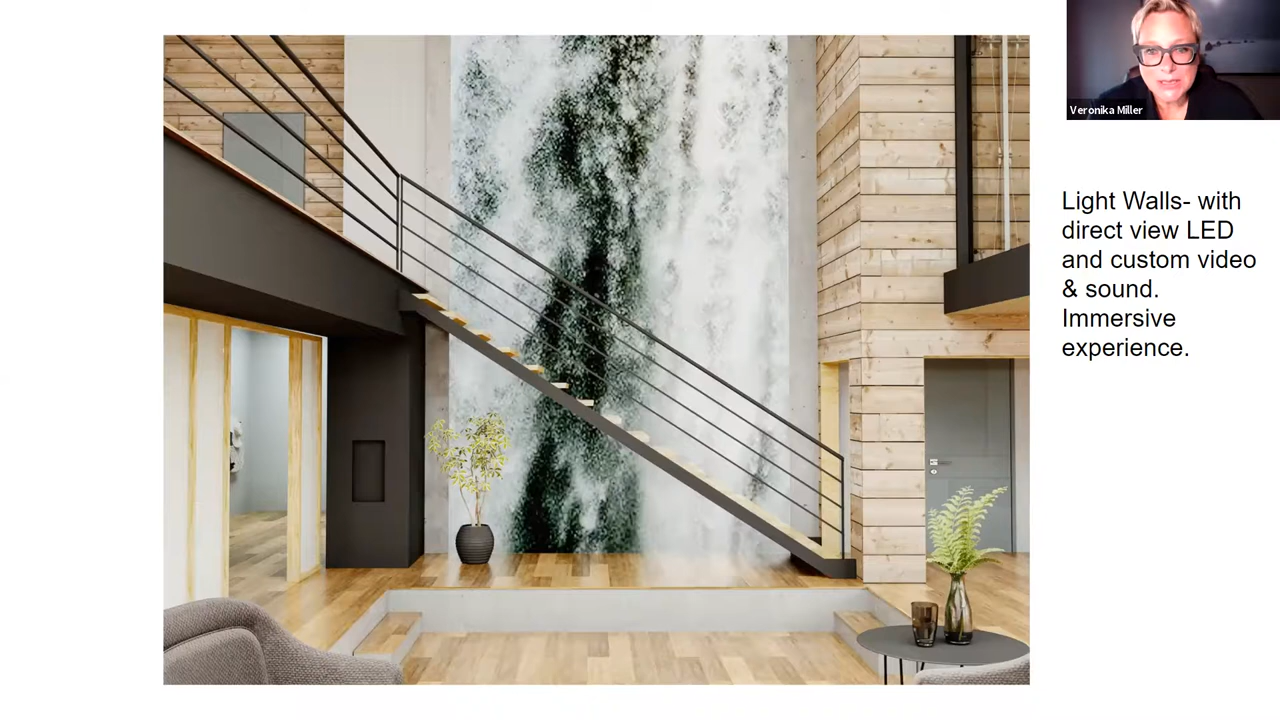 Veronika Miller
Light Walls- with
direct view LED
and custom video
& sound.
Immersive
experience.